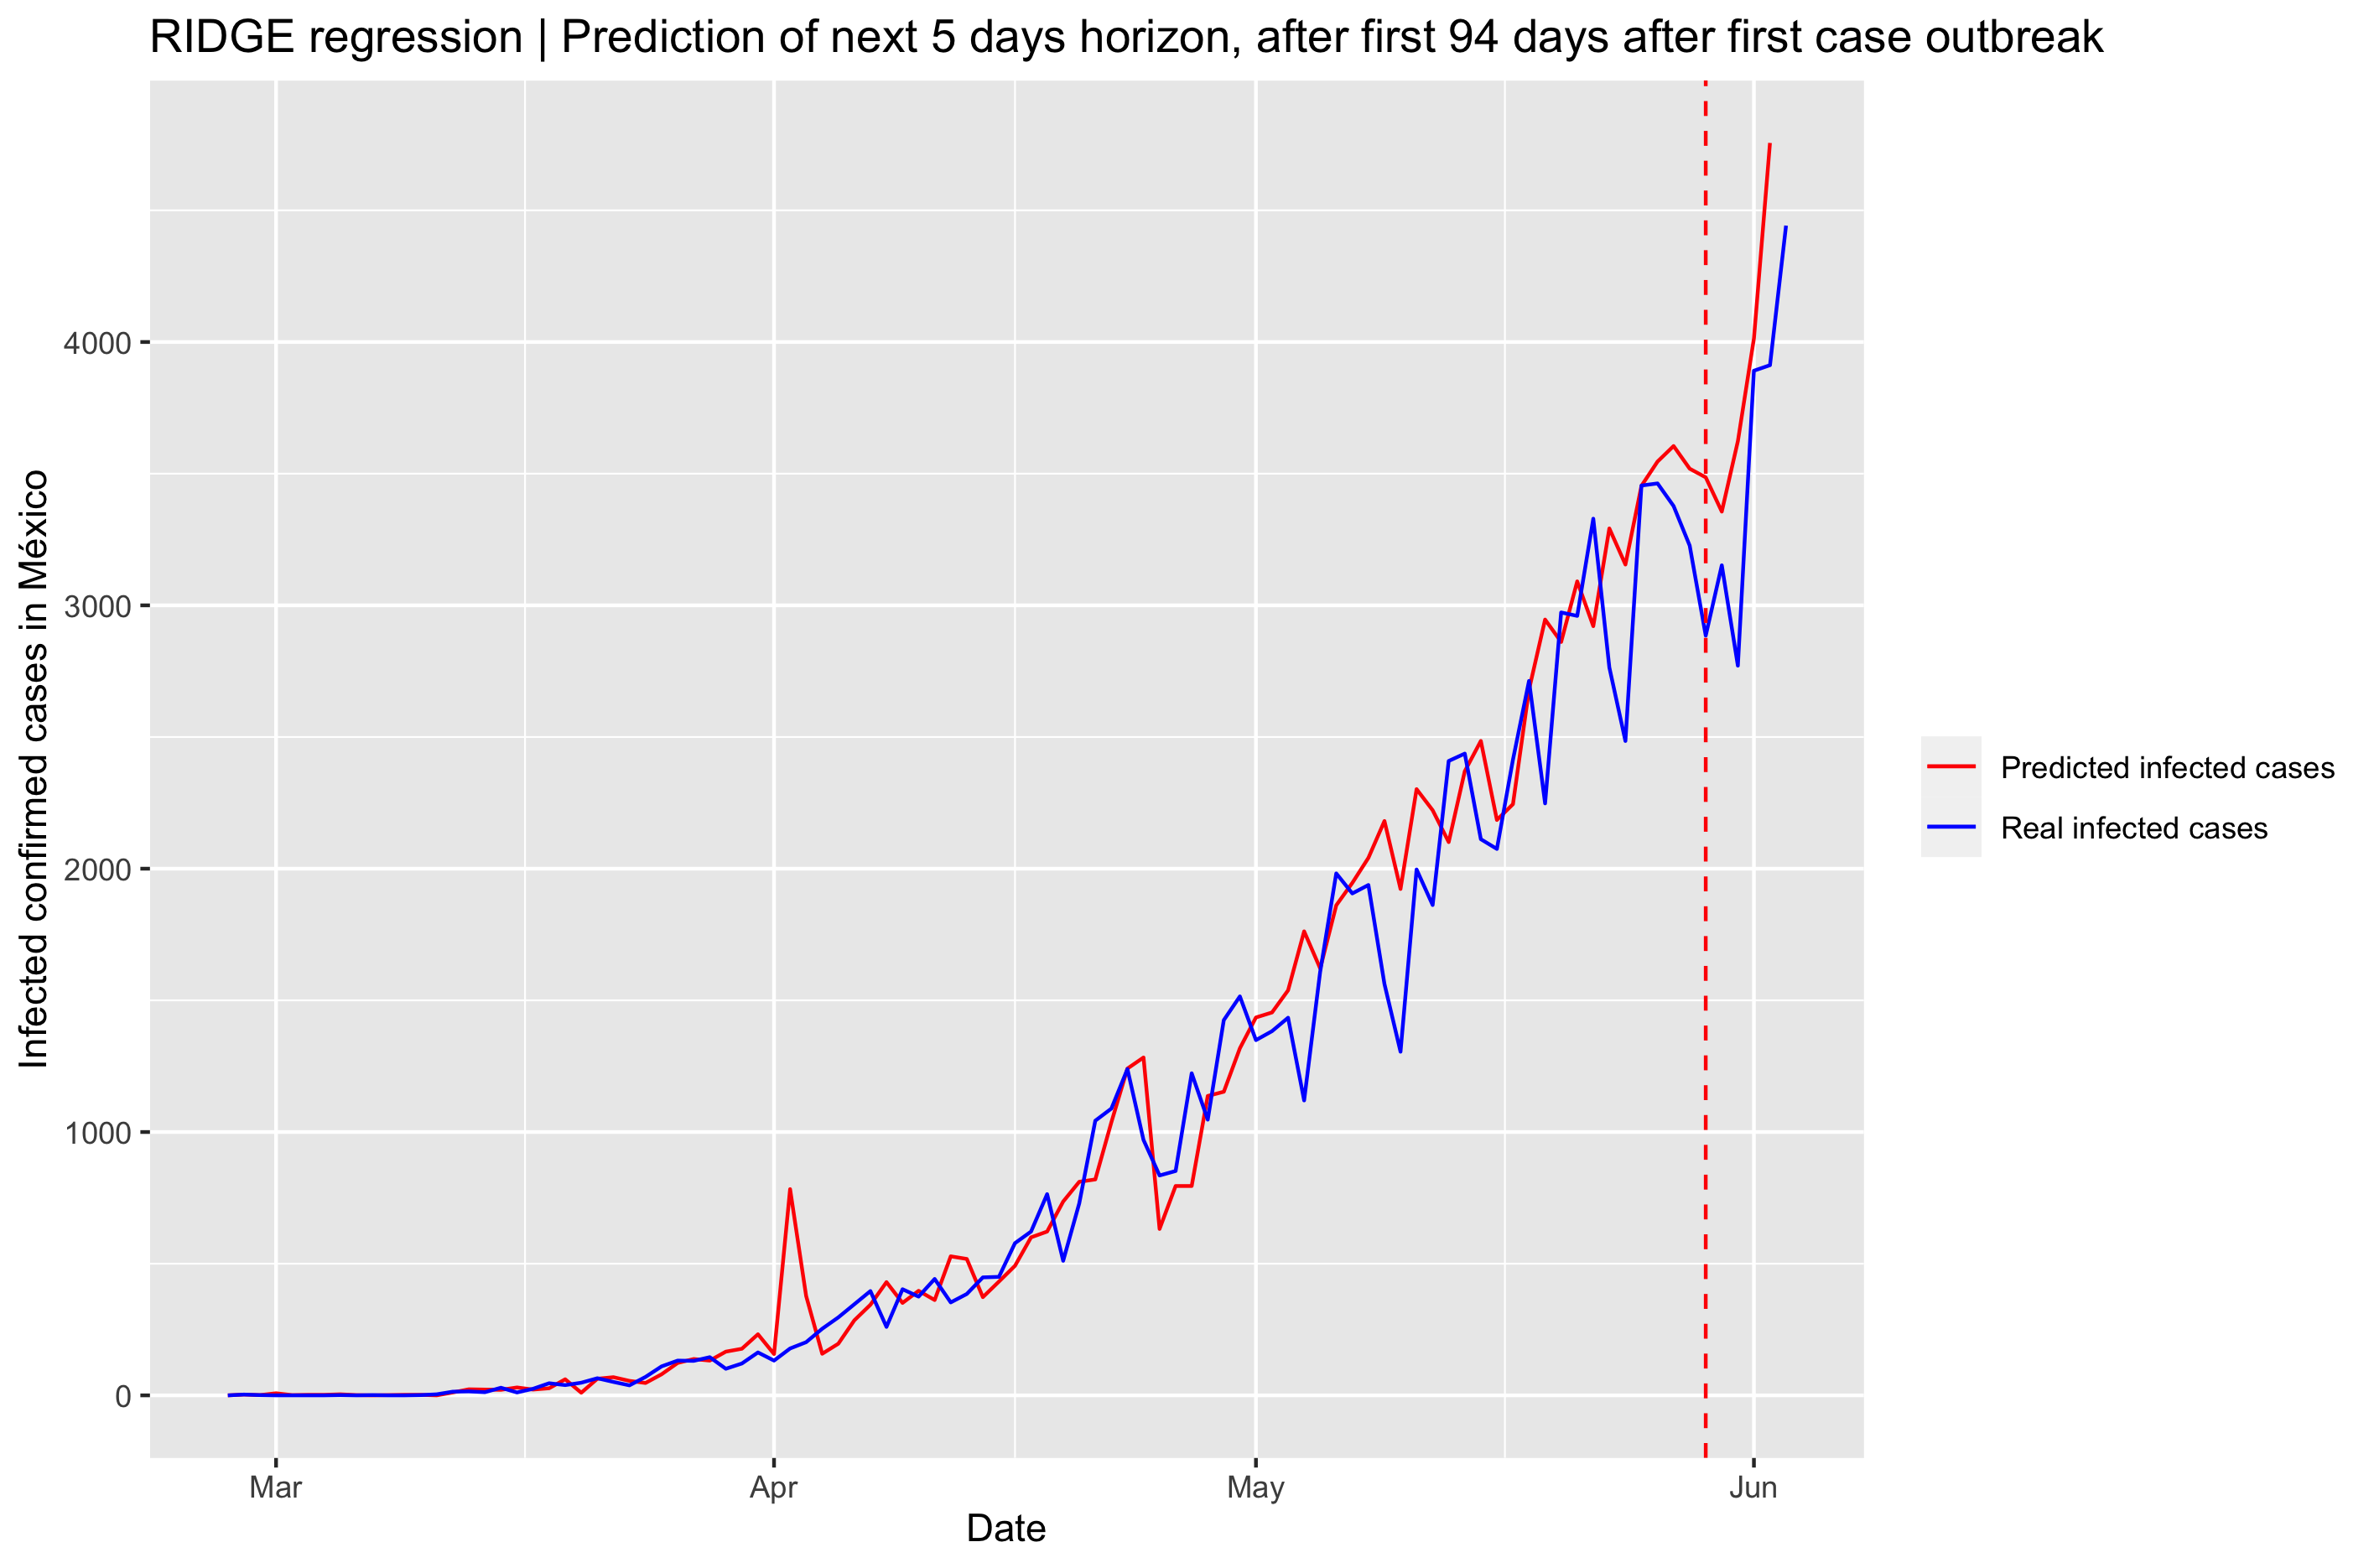 RIDGE regression | Prediction of next 5 days horizon, after first 94 days after first case outbreak
Infected confirmed cases in México
4000
3000
2000
1000
0
Mar
Apr
May
Jun
Date
Predicted infected cases
Real infected cases